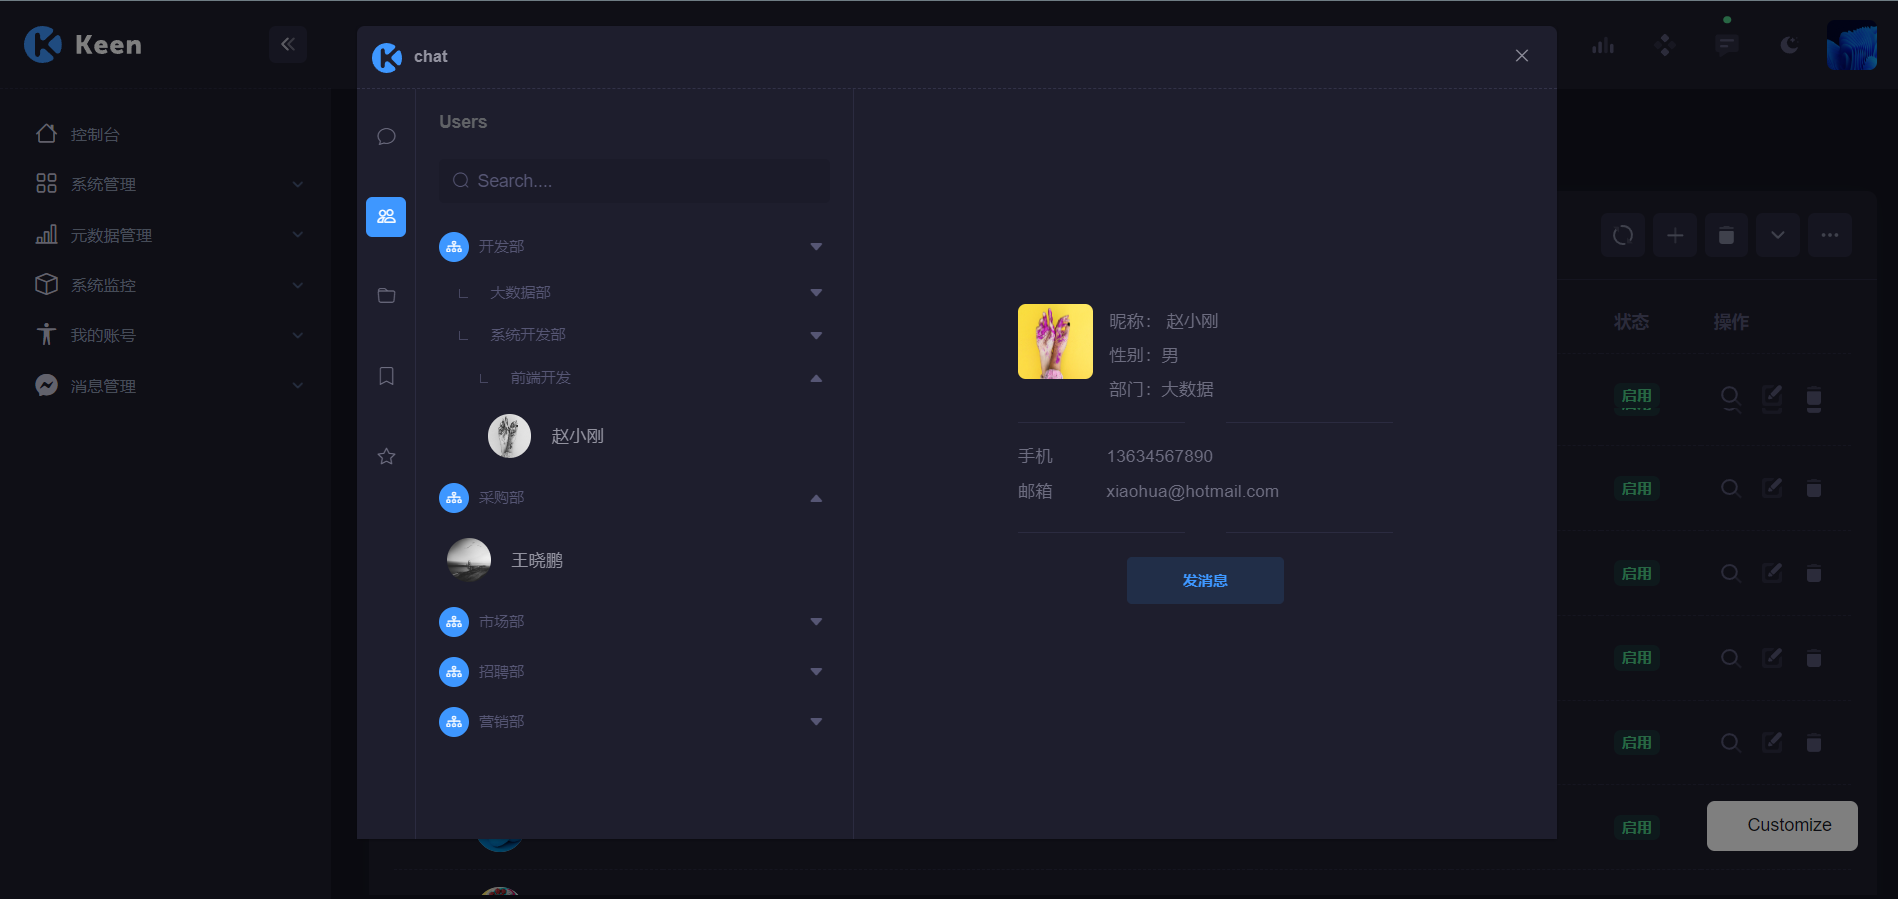 Keen
控制台
系统管理
元数据管理
系统监控
我的账号
消息管理
chat
Users
Search....
开发部
大数据部
系统开发部
前端开发
赵小刚
采购部
王晓鹏
市场部
招聘部
营销部
昵称： 赵小刚
性别：男
部门：大数据
手机 13634567890
邮箱 xiaohua@hotmail.com
发消息
状态 操作
启用
启用
启用
启用
启用
启用
Customize